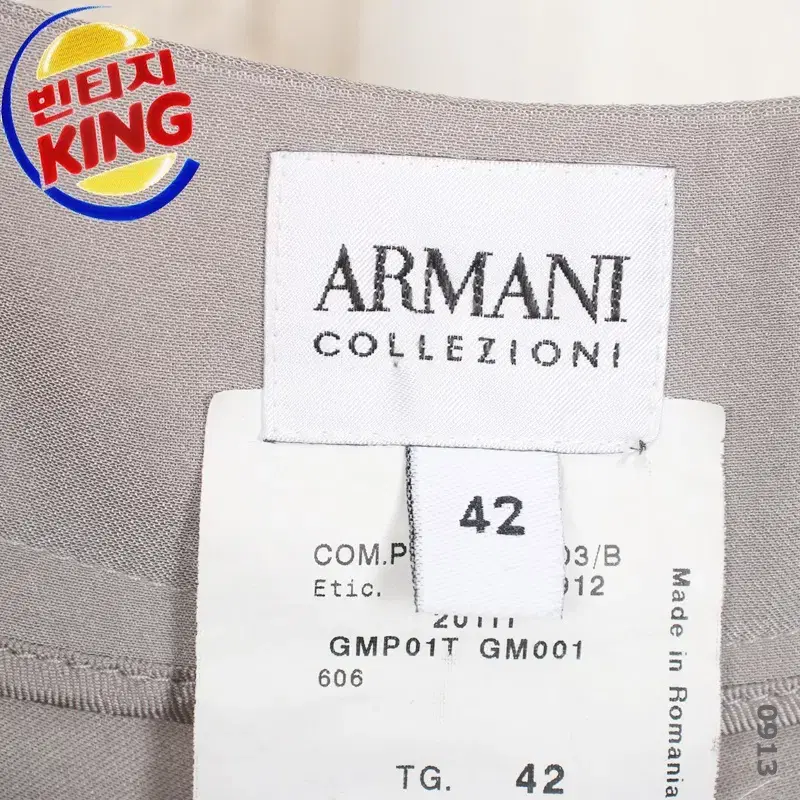 빈티지
KING
ARMANI
COLLEZIONI
42
03/B
Etic.
912
GMP01T GM001
606
TG. 42
Made in Romania
0913